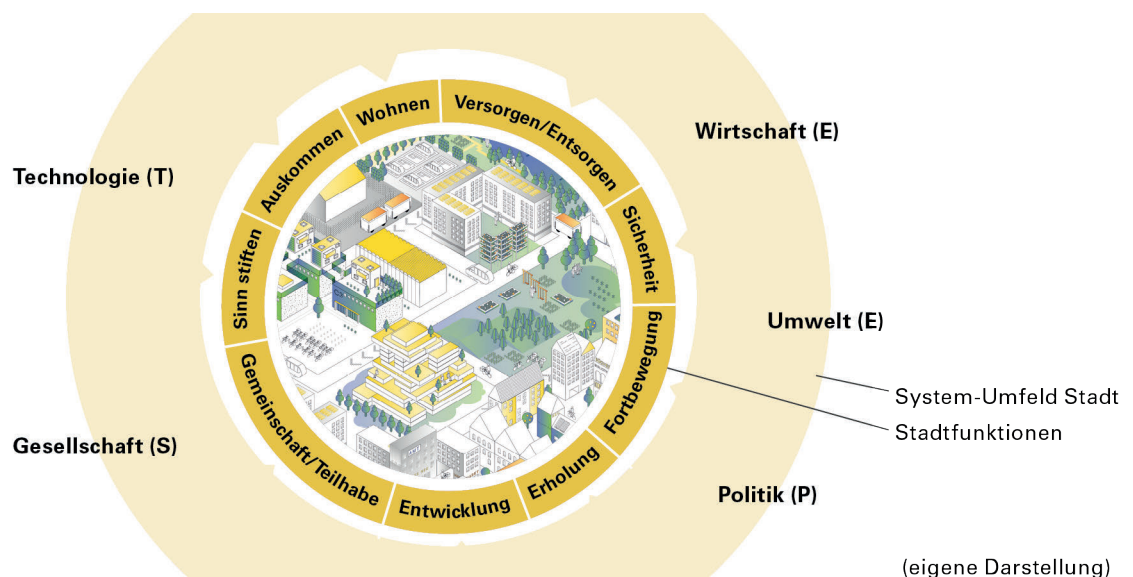 Wohnen
Versorgen/Entsorgen
Sicherheit
Fortbewegung
Erholung
Entwicklung
Gemeinschaft/Teilhabe
Sinn stiften
Auskommen
Wirtschaft (E)
Technologie (T)
Umwelt (E)
System-Umfeld Stadt
Stadtfunktionen
Gesellschaft (S)
Politik (P)
(eigene Darstellung)